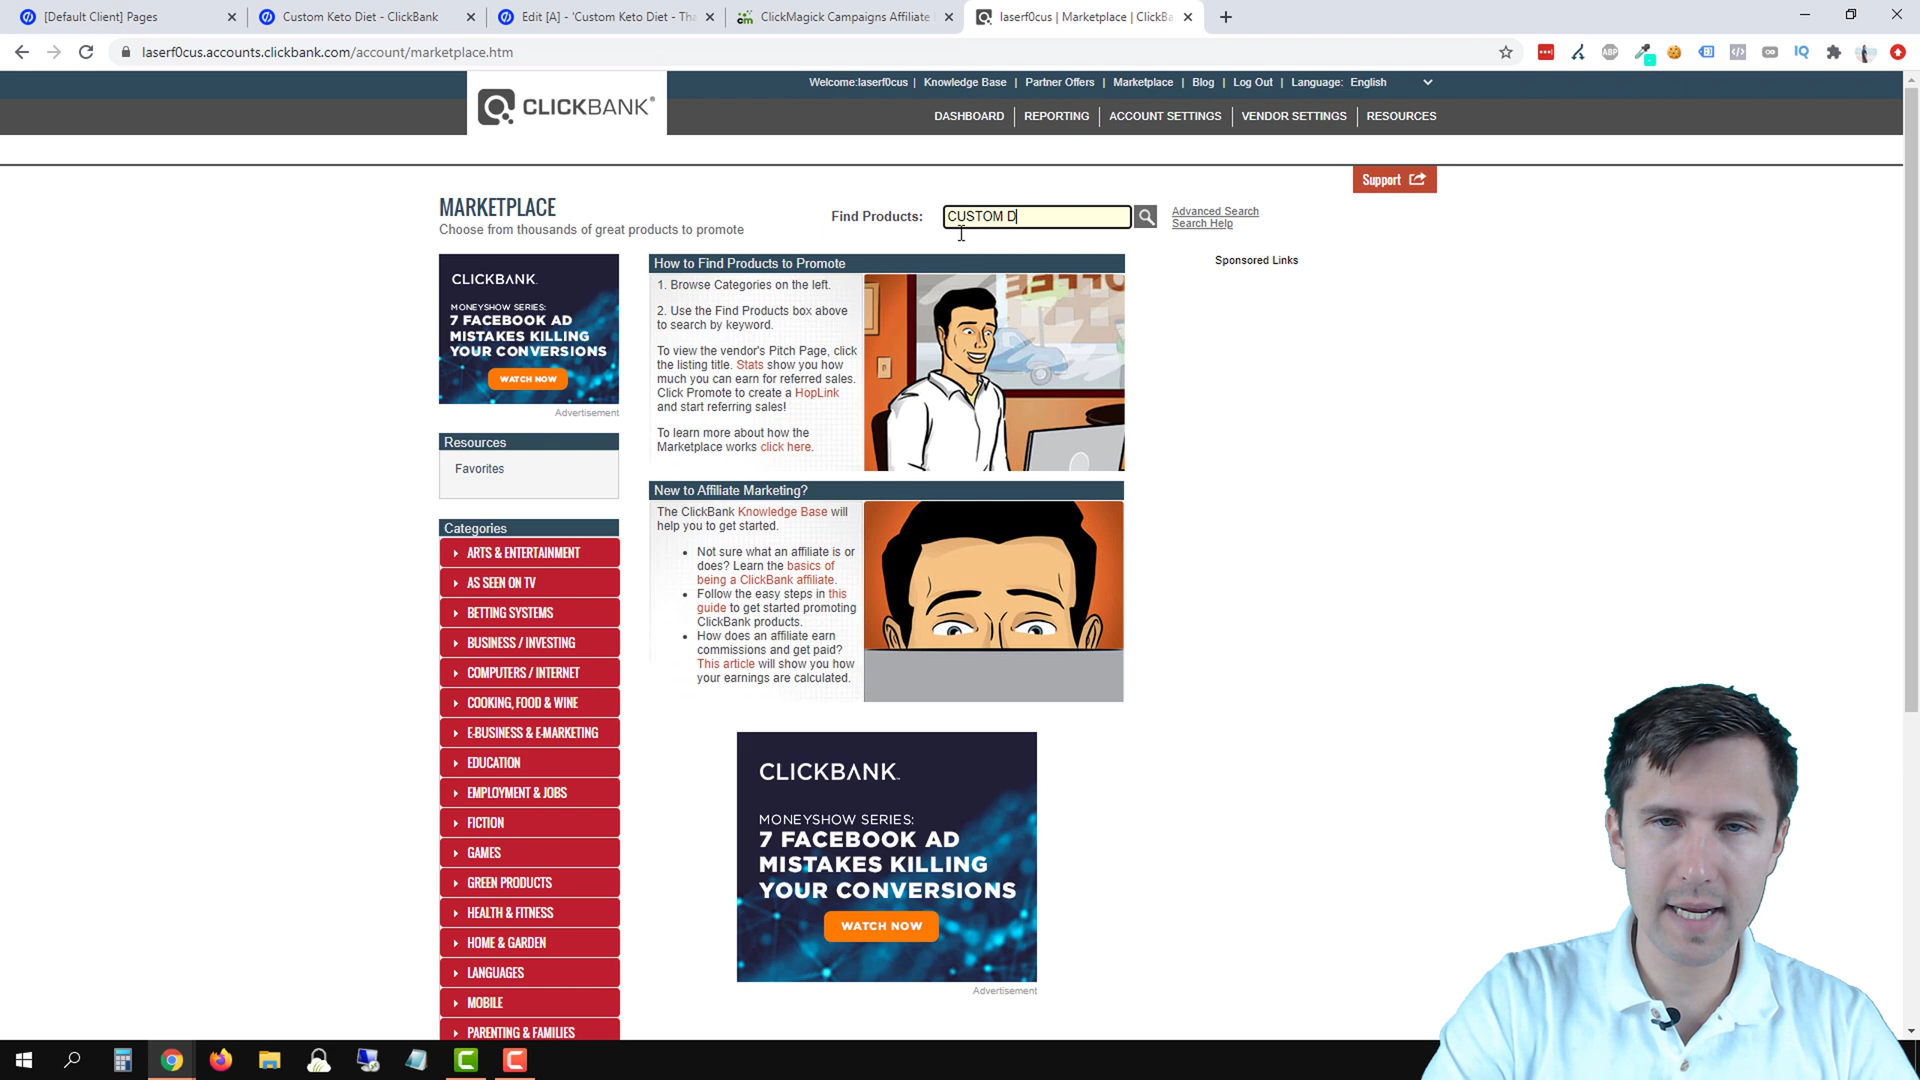 [Default Client] Pages
Custom Keto Diet - ClickBank
Edit [A] - 'Custom Keto Diet - Tha
ClickMagick Campaigns Affiliate
laserf0cus | Marketplace | ClickBa
laserf0cus.accounts.clickbank.com/account/marketplace.htm
ABP
IQ
Welcome:laserf0cus | Knowledge Base | Partner Offers | Marketplace | Blog | Log Out | Language: English
CLICKBANK®
DASHBOARD | REPORTING | ACCOUNT SETTINGS | VENDOR SETTINGS | RESOURCES
Support
MARKETPLACE
Choose from thousands of great products to promote
Find Products: CUSTOM D
Advanced Search
Search Help
Sponsored Links
CLICKBANK
MONEYSHOW SERIES:
7 FACEBOOK AD
MISTAKES KILLING
YOUR CONVERSIONS
WATCH NOW
Advertisement
Resources
Favorites
Categories
ARTS & ENTERTAINMENT
AS SEEN ON TV
BETTING SYSTEMS
BUSINESS / INVESTING
COMPUTERS / INTERNET
COOKING, FOOD & WINE
E-BUSINESS & E-MARKETING
EDUCATION
EMPLOYMENT & JOBS
FICTION
GAMES
GREEN PRODUCTS
HEALTH & FITNESS
HOME & GARDEN
LANGUAGES
MOBILE
PARENTING & FAMILIES
How to Find Products to Promote
1. Browse Categories on the left.
2. Use the Find Products box above
to search by keyword.
To view the vendor's Pitch Page, click
the listing title. Stats show you how
much you can earn for referred sales.
Click Promote to create a HopLink
and start referring sales!
To learn more about how the
Marketplace works click here.
New to Affiliate Marketing?
The ClickBank Knowledge Base will
help you to get started.
• Not sure what an affiliate is or
does? Learn the basics of
being a ClickBank affiliate.
• Follow the easy steps in this
guide to get started promoting
ClickBank products.
• How does an affiliate earn
commissions and get paid?
This article will show you how
your earnings are calculated.
CLICKBANK
MONEYSHOW SERIES:
7 FACEBOOK AD
MISTAKES KILLING
YOUR CONVERSIONS
WATCH NOW
Advertisement